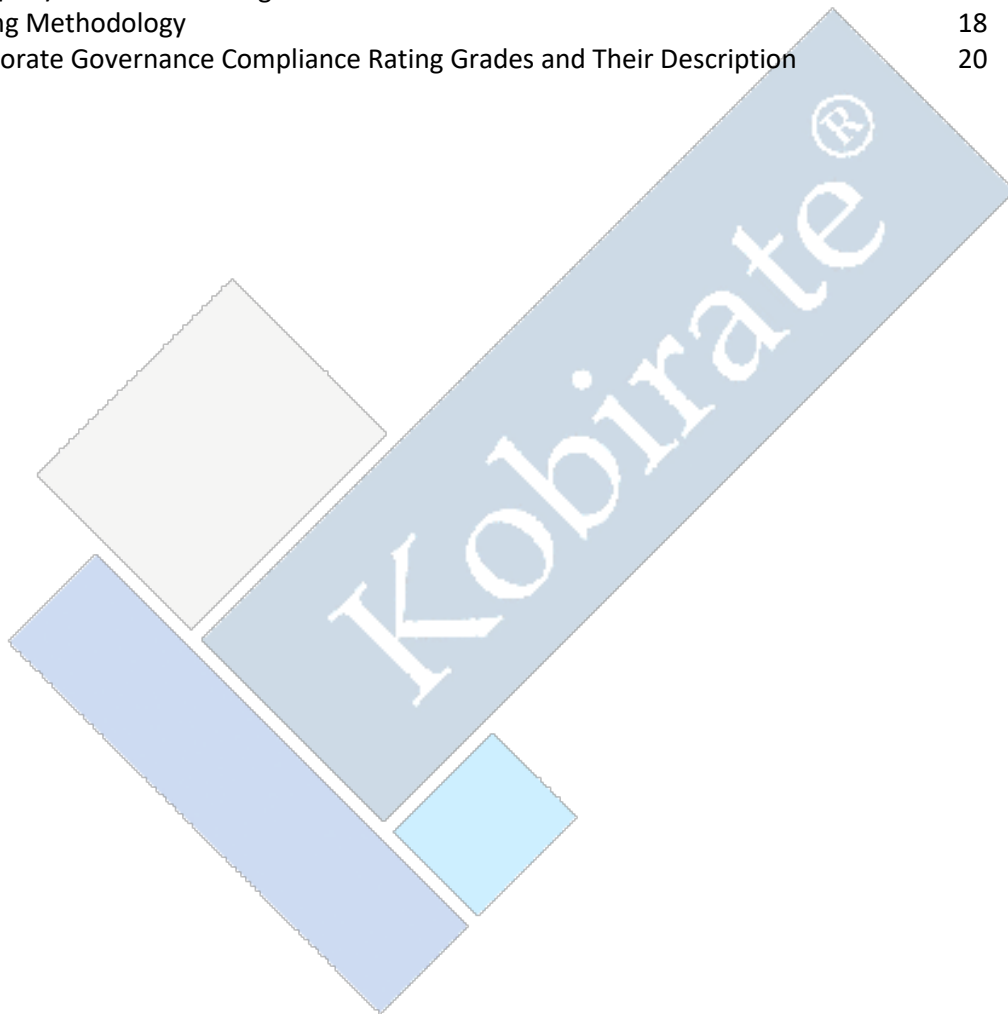 ng Methodology 18
orate Governance Compliance Rating Grades and Their Description 20
Kobirate®